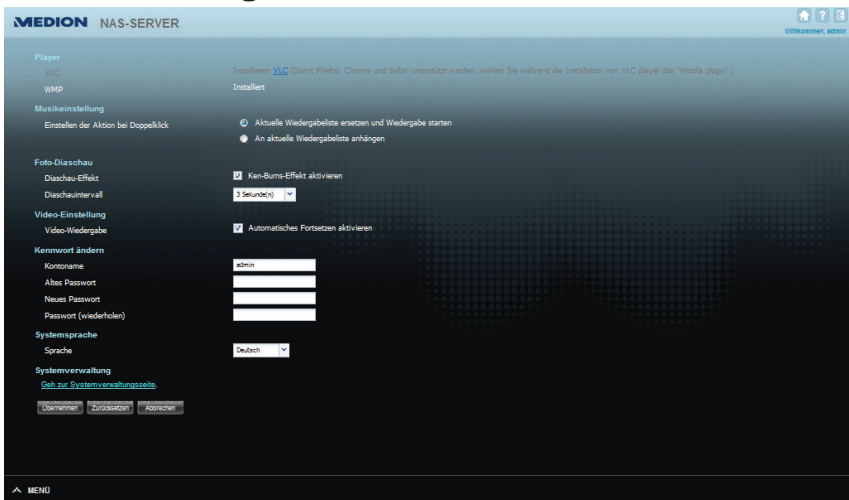 MEDION NAS-SERVER
Willkommen, admin
Player
VLC Installieren VLC (Damit Firefox, Chrome und Safari unterstützt werden, wählen Sie während der Installation von VLC player das "Mozilla plugin".)
WMP Installiert
Musikeinstellung
Einstellen der Aktion bei Doppelklick Aktuelle Wiedergabeliste ersetzen und Wiedergabe starten
An aktuelle Wiedergabeliste anhängen
Foto-Diaschau
Diaschau-Effekt Ken-Burns-Effekt aktivieren
Diaschauintervall 3 Sekunde(n)
Video-Einstellung
Video-Wiedergabe Automatisches Fortsetzen aktivieren
Kennwort ändern
Kontoname admin
Altes Passwort
Neues Passwort
Passwort (wiederholen)
Systemsprache
Sprache Deutsch
Systemverwaltung
Geh zur Systemverwaltungsseite.
Übernehmen Zurücksetzen Abbrechen
MENÜ